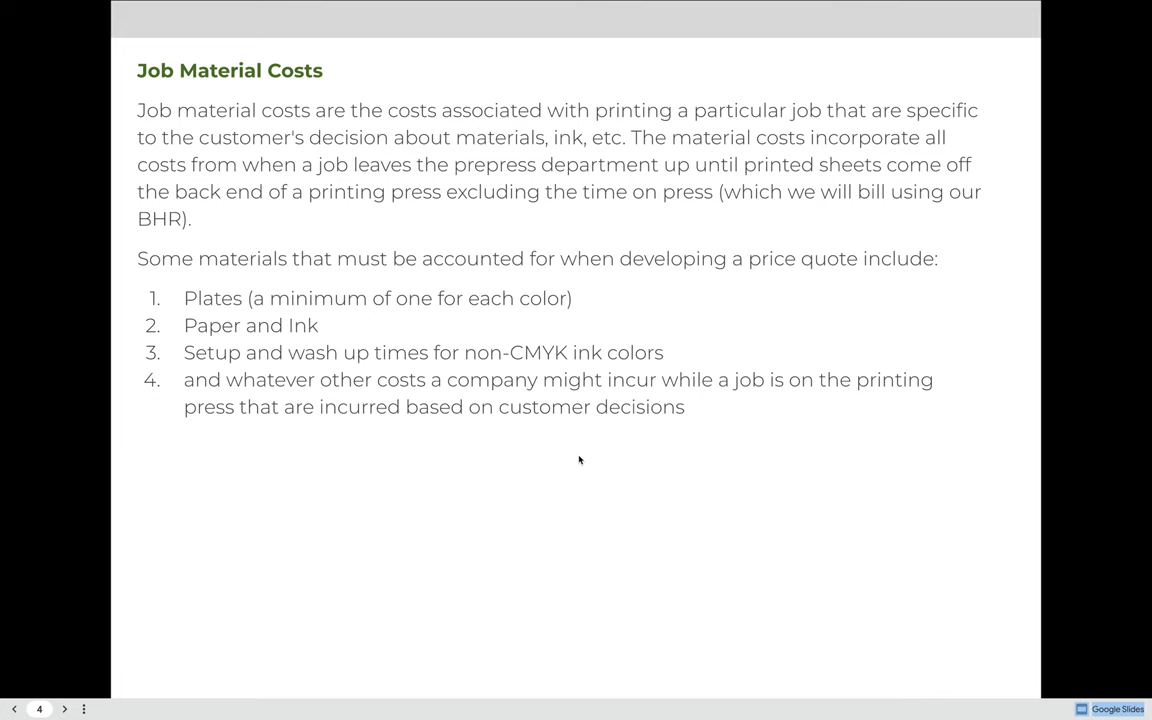 Job Material Costs
Job material costs are the costs associated with printing a particular job that are specific
to the customer's decision about materials, ink, etc. The material costs incorporate all
costs from when a job leaves the prepress department up until printed sheets come off
the back end of a printing press excluding the time on press (which we will bill using our
BHR).
Some materials that must be accounted for when developing a price quote include:
1. Plates (a minimum of one for each color)
2. Paper and Ink
3. Setup and wash up times for non-CMYK ink colors
4. and whatever other costs a company might incur while a job is on the printing
press that are incurred based on customer decisions
4
Google Slides